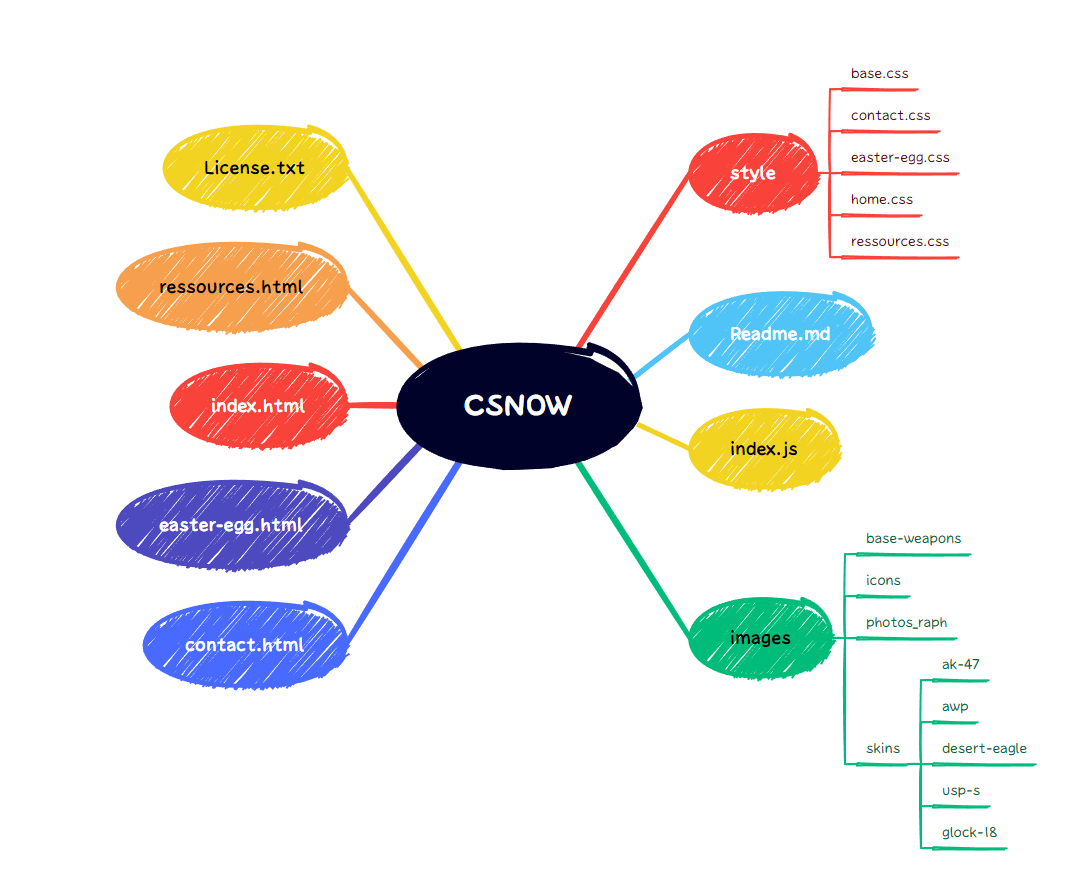 CSNOW
License.txt
ressources.html
index.html
easter-egg.html
contact.html
style
base.css
contact.css
easter-egg.css
home.css
ressources.css
Readme.md
index.js
images
base-weapons
icons
photos_raph
skins
ak-47
awp
desert-eagle
usp-s
glock-18